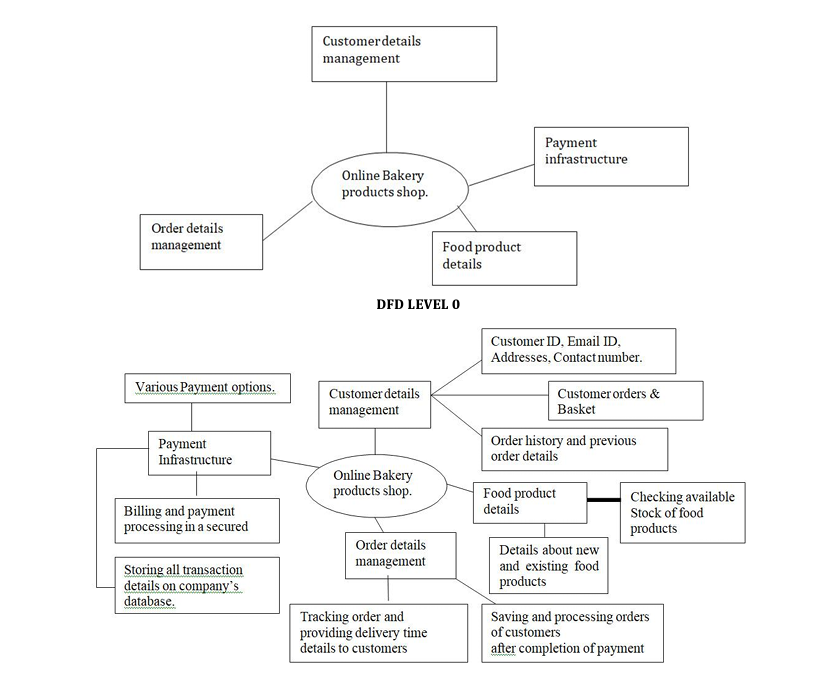 Customer details
management
Payment
infrastructure
Online Bakery
products shop.
Order details
management
Food product
details
DFD LEVEL 0
Customer ID, Email ID,
Addresses, Contact number.
Various Payment options.
Customer details
management
Customer orders &
Basket
Payment
Infrastructure
Order history and previous
order details
Online Bakery
products shop.
Food product
details
Checking available
Stock of food
products
Billing and payment
processing in a secured
Order details
management
Details about new
and existing food
products
Storing all transaction
details on company's
database.
Tracking order and
providing delivery time
details to customers
Saving and processing orders
of customers
after completion of payment